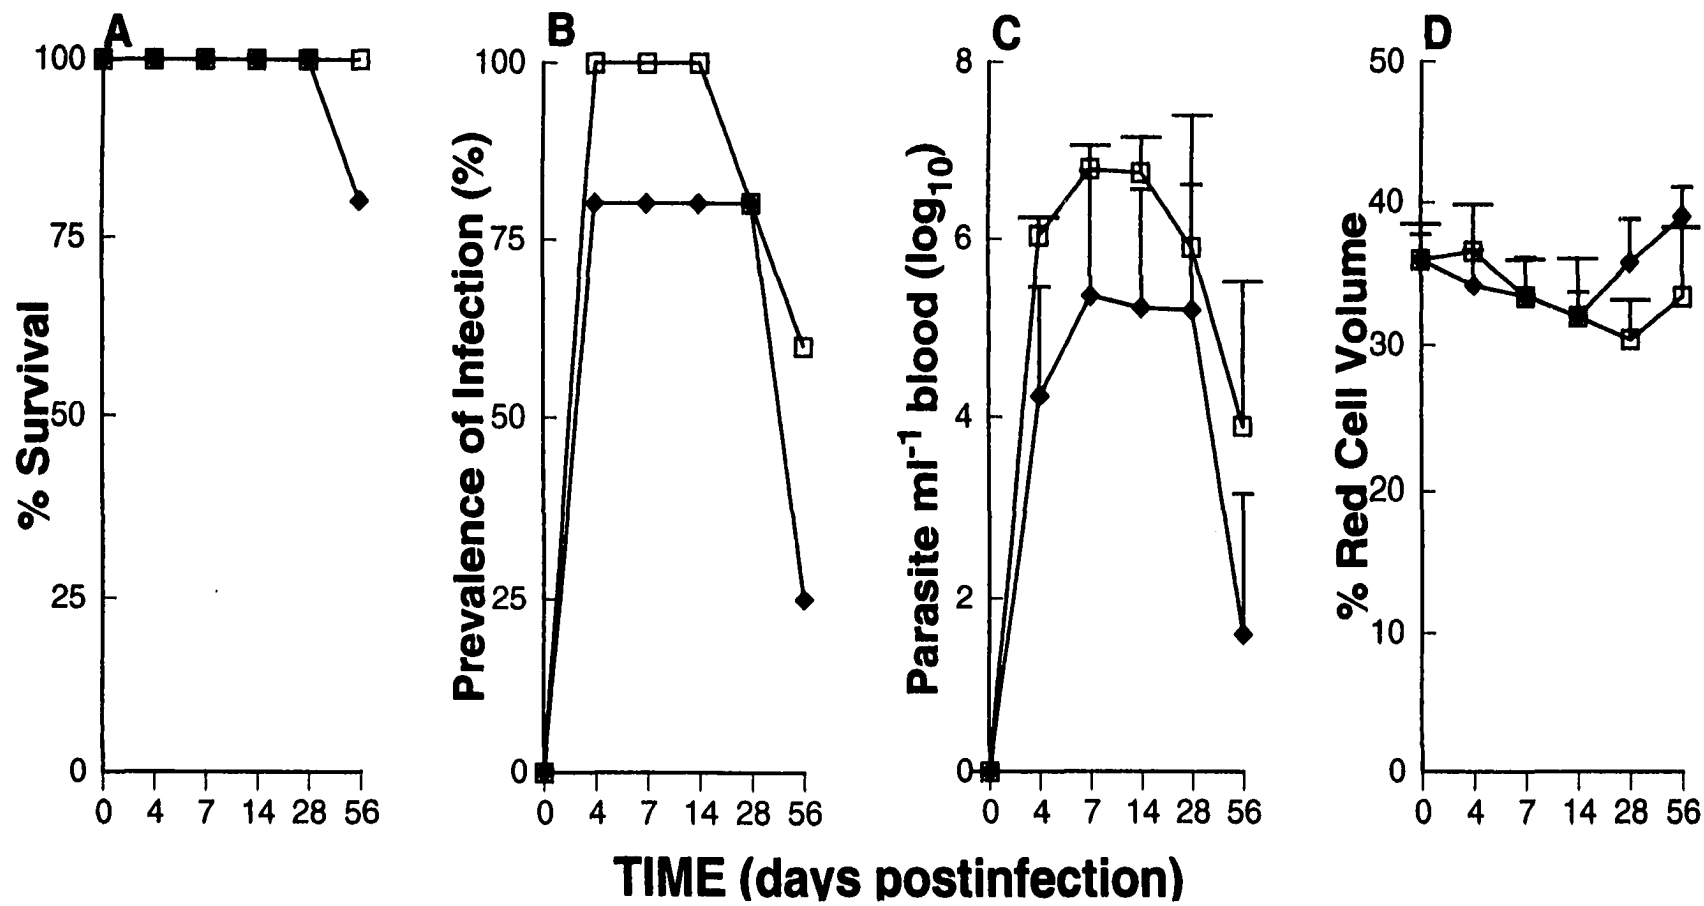 A
% Survival
100
75
50
25
0
0 4 7 14 28 56
B
Prevalence of Infection (%)
100
75
50
25
0
0 4 7 14 28 56
C
Parasite ml⁻¹ blood (log₁₀)
8
6
4
2
0
0 4 7 14 28 56
D
% Red Cell Volume
50
40
30
20
10
0
0 4 7 14 28 56
TIME (days postinfection)